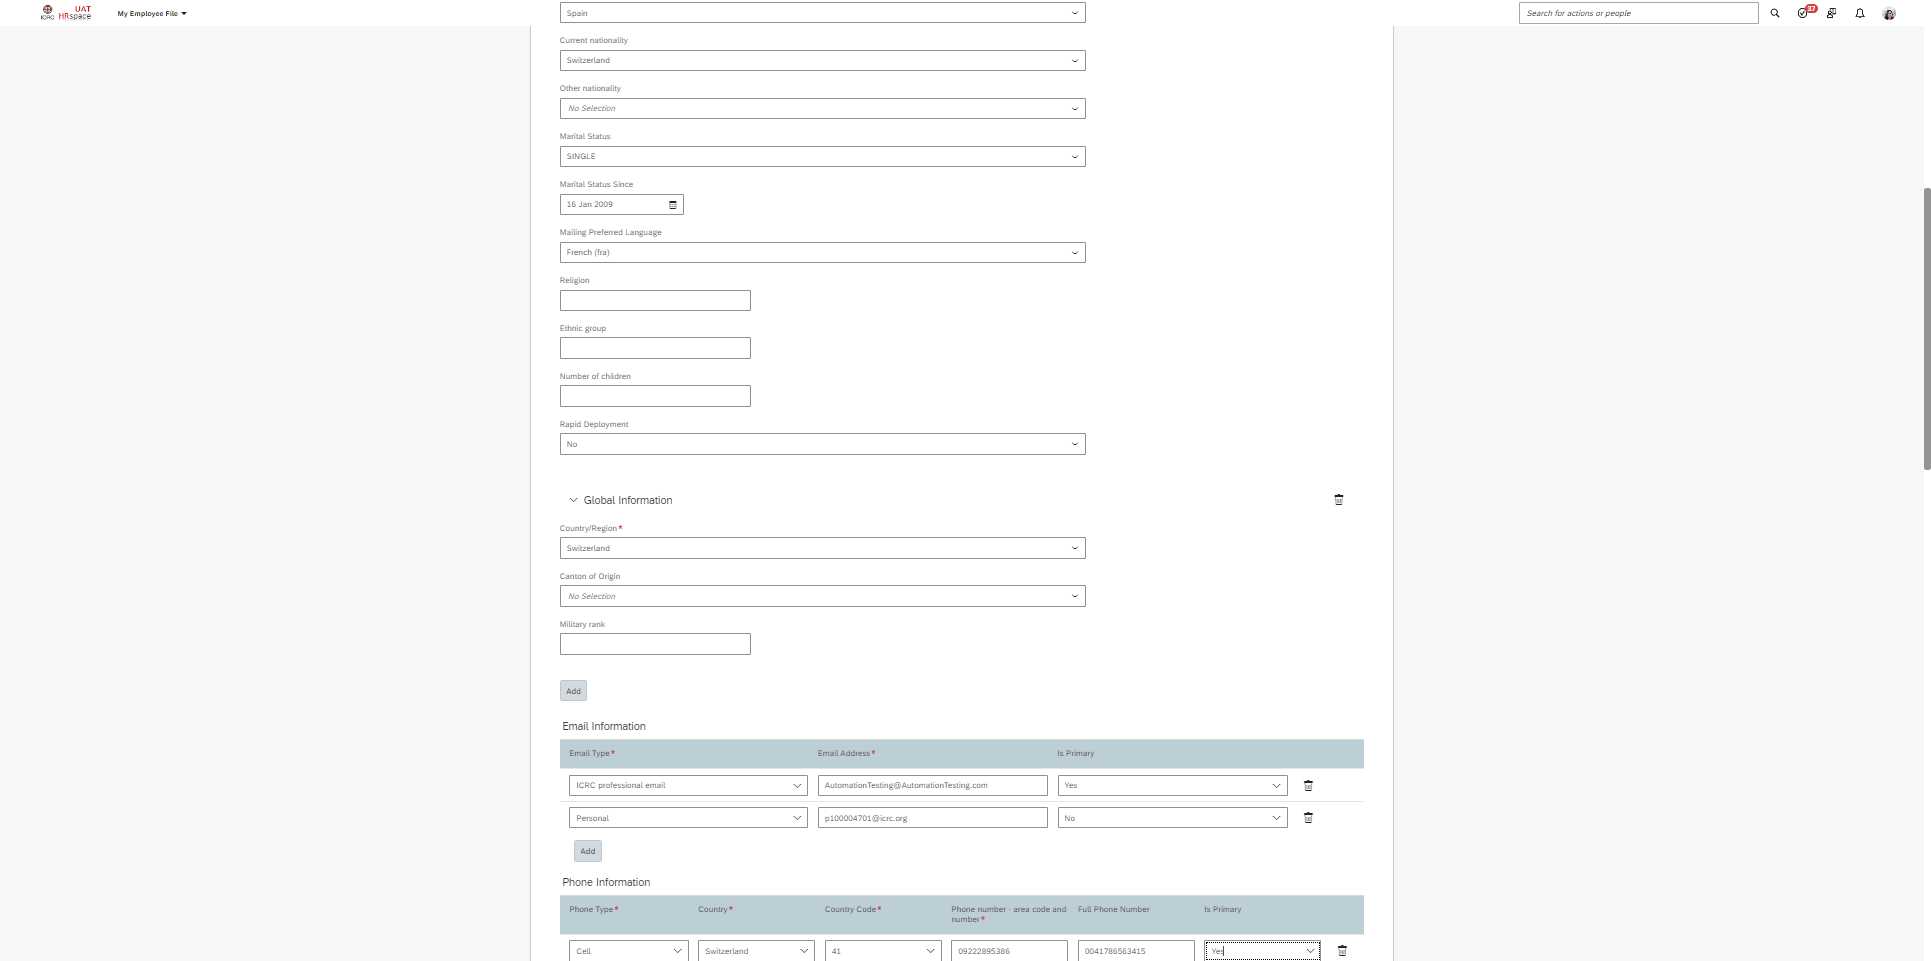 ICRC
UAT
HRspace
My Employee File
Search for actions or people
37
Spain
Current nationality
Switzerland
Other nationality
No Selection
Marital Status
SINGLE
Marital Status Since
16 Jan 2009
Mailing Preferred Language
French (fra)
Religion
Ethnic group
Number of children
Rapid Deployment
No
Global Information
Country/Region*
Switzerland
Canton of Origin
No Selection
Military rank
Add
Email Information
Email Type* Email Address* Is Primary
ICRC professional email AutomationTesting@AutomationTesting.com Yes
Personal p100004701@icrc.org No
Add
Phone Information
Phone Type* Country* Country Code* Phone number - area code and number* Full Phone Number Is Primary
Cell Switzerland 41 09222895386 0041786563415 Yes